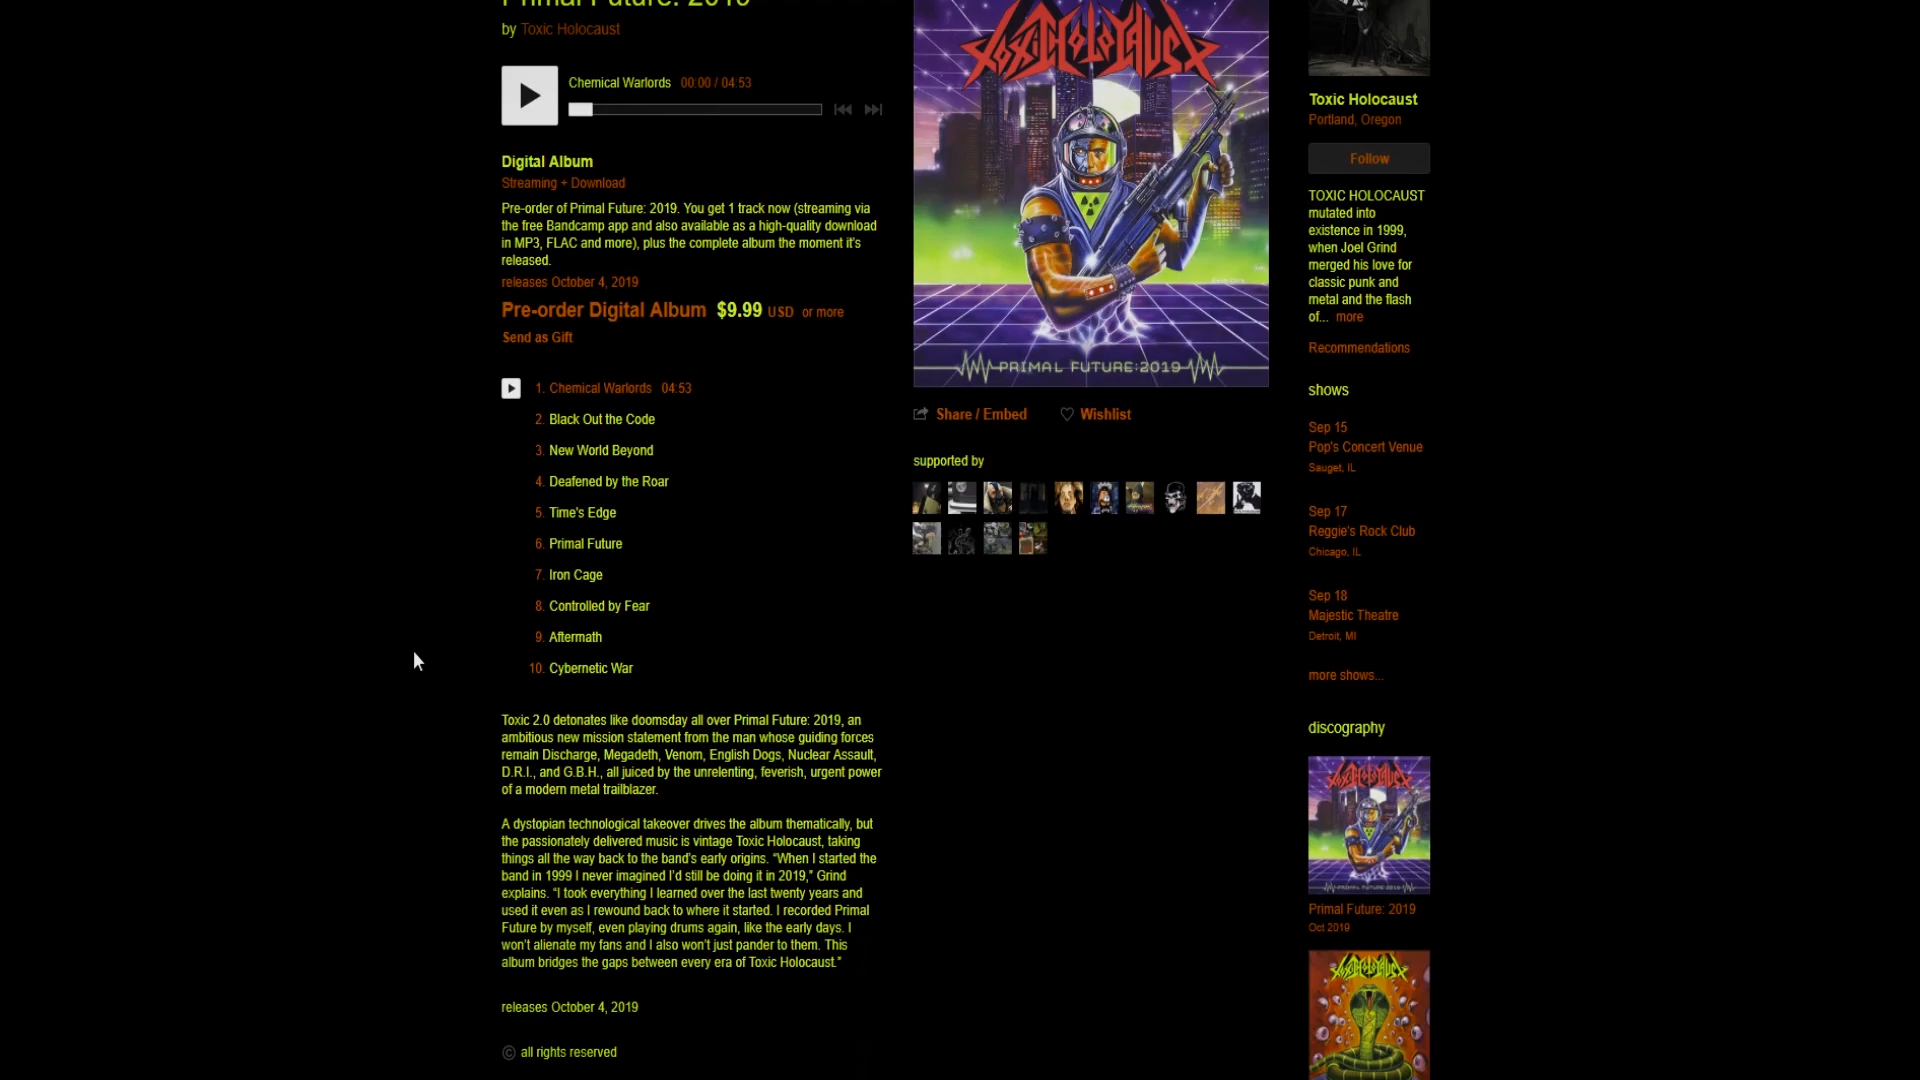 Primal Future: 2019
by Toxic Holocaust
Chemical Warlords 00:00 / 04:53
Digital Album
Streaming + Download
Pre-order of Primal Future: 2019. You get 1 track now (streaming via
the free Bandcamp app and also available as a high-quality download
in MP3, FLAC and more), plus the complete album the moment it's
released.
releases October 4, 2019
Pre-order Digital Album $9.99 USD or more
Send as Gift
1. Chemical Warlords 04:53
2. Black Out the Code
3. New World Beyond
4. Deafened by the Roar
5. Time's Edge
6. Primal Future
7. Iron Cage
8. Controlled by Fear
9. Aftermath
10. Cybernetic War
Toxic 2.0 detonates like doomsday all over Primal Future: 2019, an
ambitious new mission statement from the man whose guiding forces
remain Discharge, Megadeth, Venom, English Dogs, Nuclear Assault,
D.R.I., and G.B.H., all juiced by the unrelenting, feverish, urgent power
of a modern metal trailblazer.
A dystopian technological takeover drives the album thematically, but
the passionately delivered music is vintage Toxic Holocaust, taking
things all the way back to the band's early origins. “When I started the
band in 1999 I never imagined I'd still be doing it in 2019,” Grind
explains. “I took everything I learned over the last twenty years and
used it even as I rewound back to where it started. I recorded Primal
Future by myself, even playing drums again, like the early days. I
won't alienate my fans and I also won't just pander to them. This
album bridges the gaps between every era of Toxic Holocaust.”
releases October 4, 2019
© all rights reserved
TOXIC HOLOCAUST
PRIMAL FUTURE:2019
Share / Embed Wishlist
supported by
Toxic Holocaust
Portland, Oregon
Follow
TOXIC HOLOCAUST
mutated into
existence in 1999,
when Joel Grind
merged his love for
classic punk and
metal and the flash
of... more
Recommendations
shows
Sep 15
Pop's Concert Venue
Sauget, IL
Sep 17
Reggie's Rock Club
Chicago, IL
Sep 18
Majestic Theatre
Detroit, MI
more shows...
discography
TOXIC HOLOCAUST
PRIMAL FUTURE:2019
Primal Future: 2019
Oct 2019
TOXIC HOLOCAUST